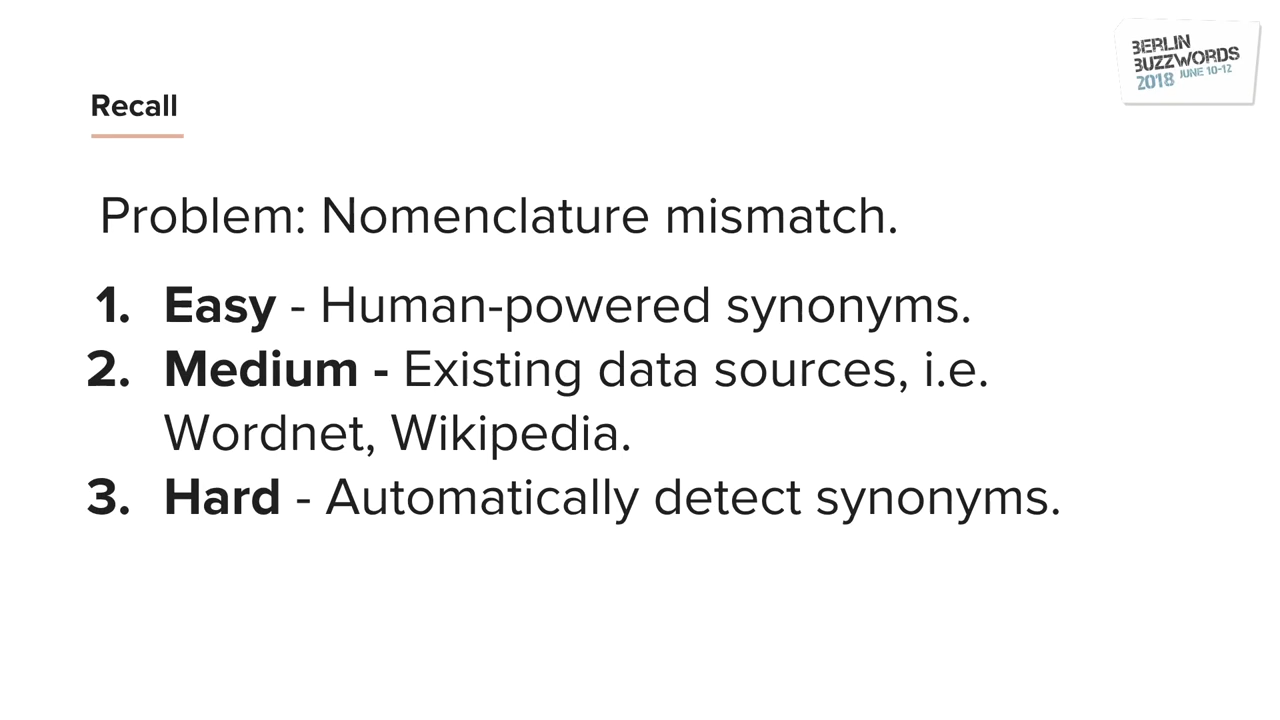 BERLIN
BUZZWORDS
2018 JUNE 10-12
Recall
Problem: Nomenclature mismatch.
1. Easy - Human-powered synonyms.
2. Medium - Existing data sources, i.e.
Wordnet, Wikipedia.
3. Hard - Automatically detect synonyms.